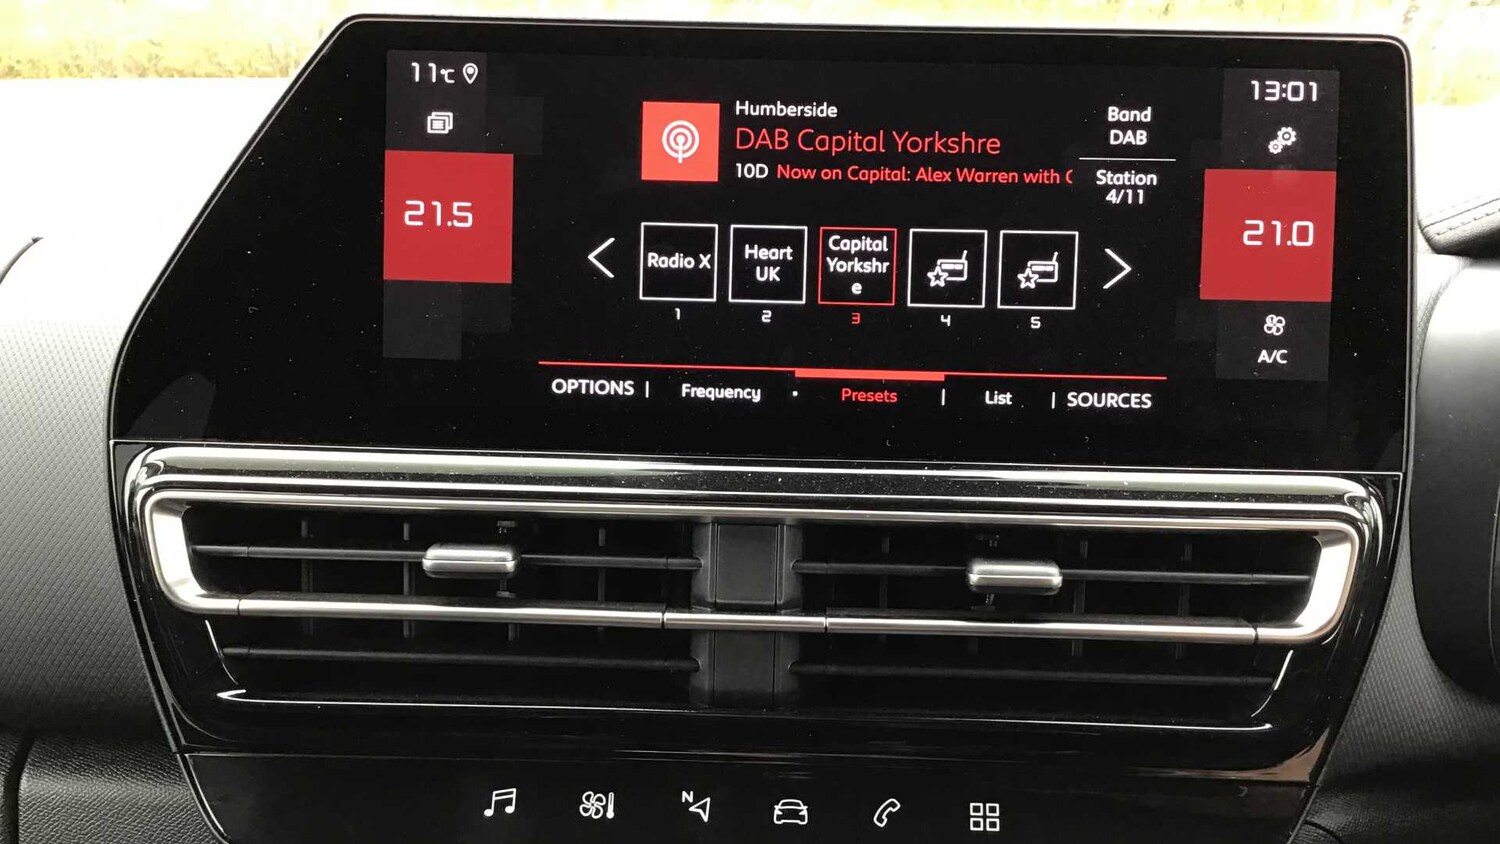 11°C
13:01
Humberside
DAB Capital Yorkshre
10D Now on Capital: Alex Warren with
Band
DAB
Station
4/11
21.5
21.0
Radio X
Heart
UK
Capital
Yorkshr
e
1 2 3 4 5
A/C
OPTIONS | Frequency · Presets | List | SOURCES
N